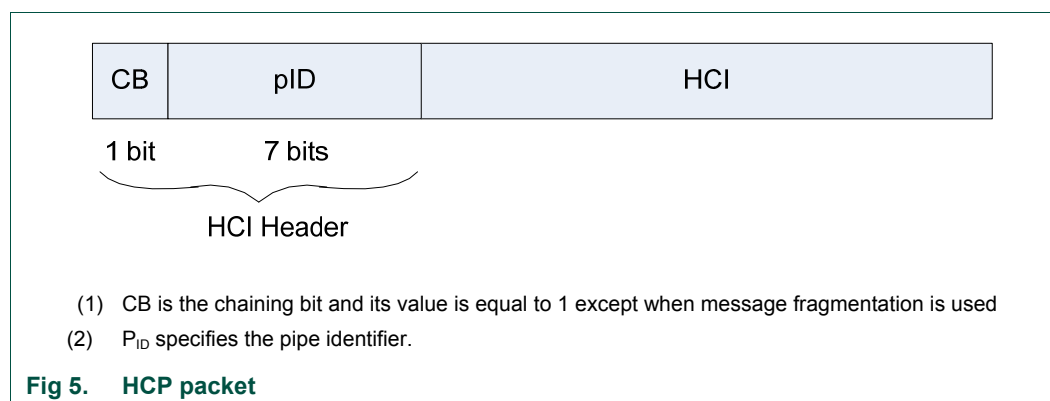 CB pID HCI
1 bit 7 bits
HCI Header
(1) CB is the chaining bit and its value is equal to 1 except when message fragmentation is used
(2) PID specifies the pipe identifier.
Fig 5. HCP packet